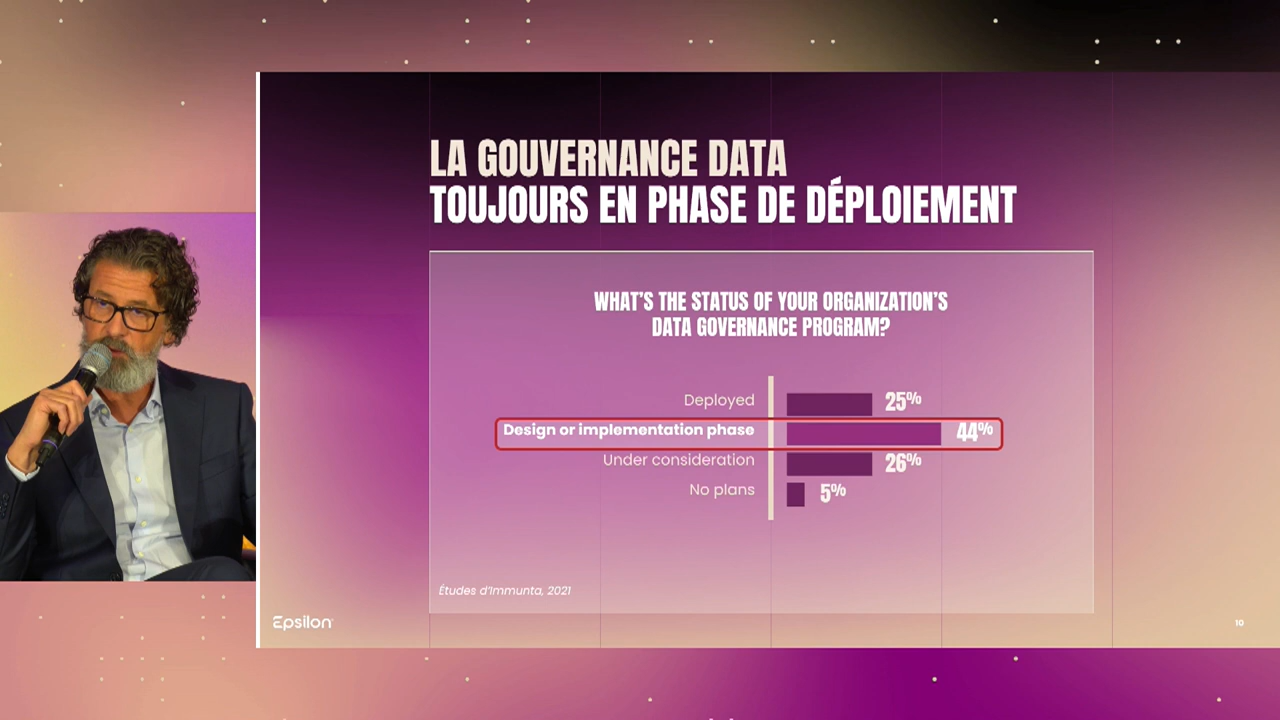 LA GOUVERNANCE DATA
TOUJOURS EN PHASE DE DÉPLOIEMENT
WHAT'S THE STATUS OF YOUR ORGANIZATION'S
DATA GOVERNANCE PROGRAM?
Deployed 25%
Design or implementation phase 44%
Under consideration 26%
No plans 5%
Études d'Immunta, 2021
Epsilon
10